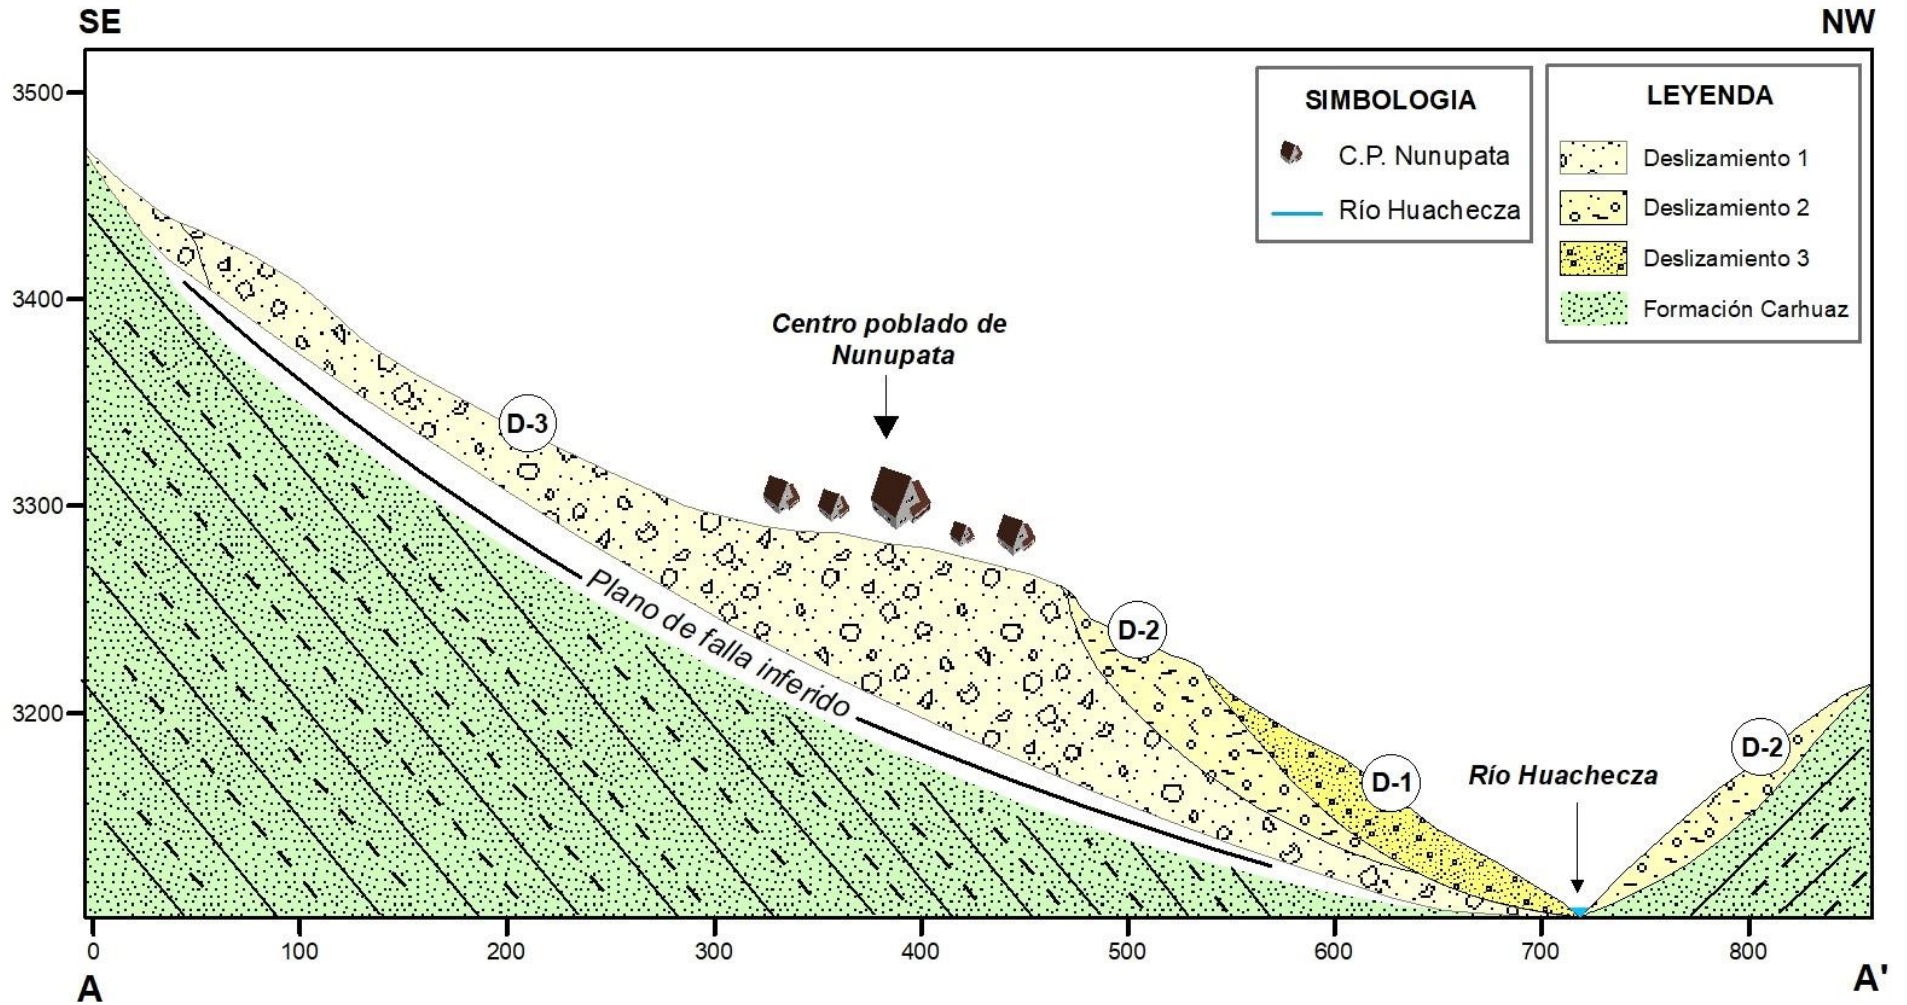 SE
NW
SIMBOLOGIA
C.P. Nunupata
Río Huachecza
LEYENDA
Deslizamiento 1
Deslizamiento 2
Deslizamiento 3
Formación Carhuaz
3500
3400
3300
3200
Centro poblado de
Nunupata
D-3
D-2
D-1
D-2
Plano de falla inferido
Río Huachecza
0
100
200
300
400
500
600
700
800
A
A'